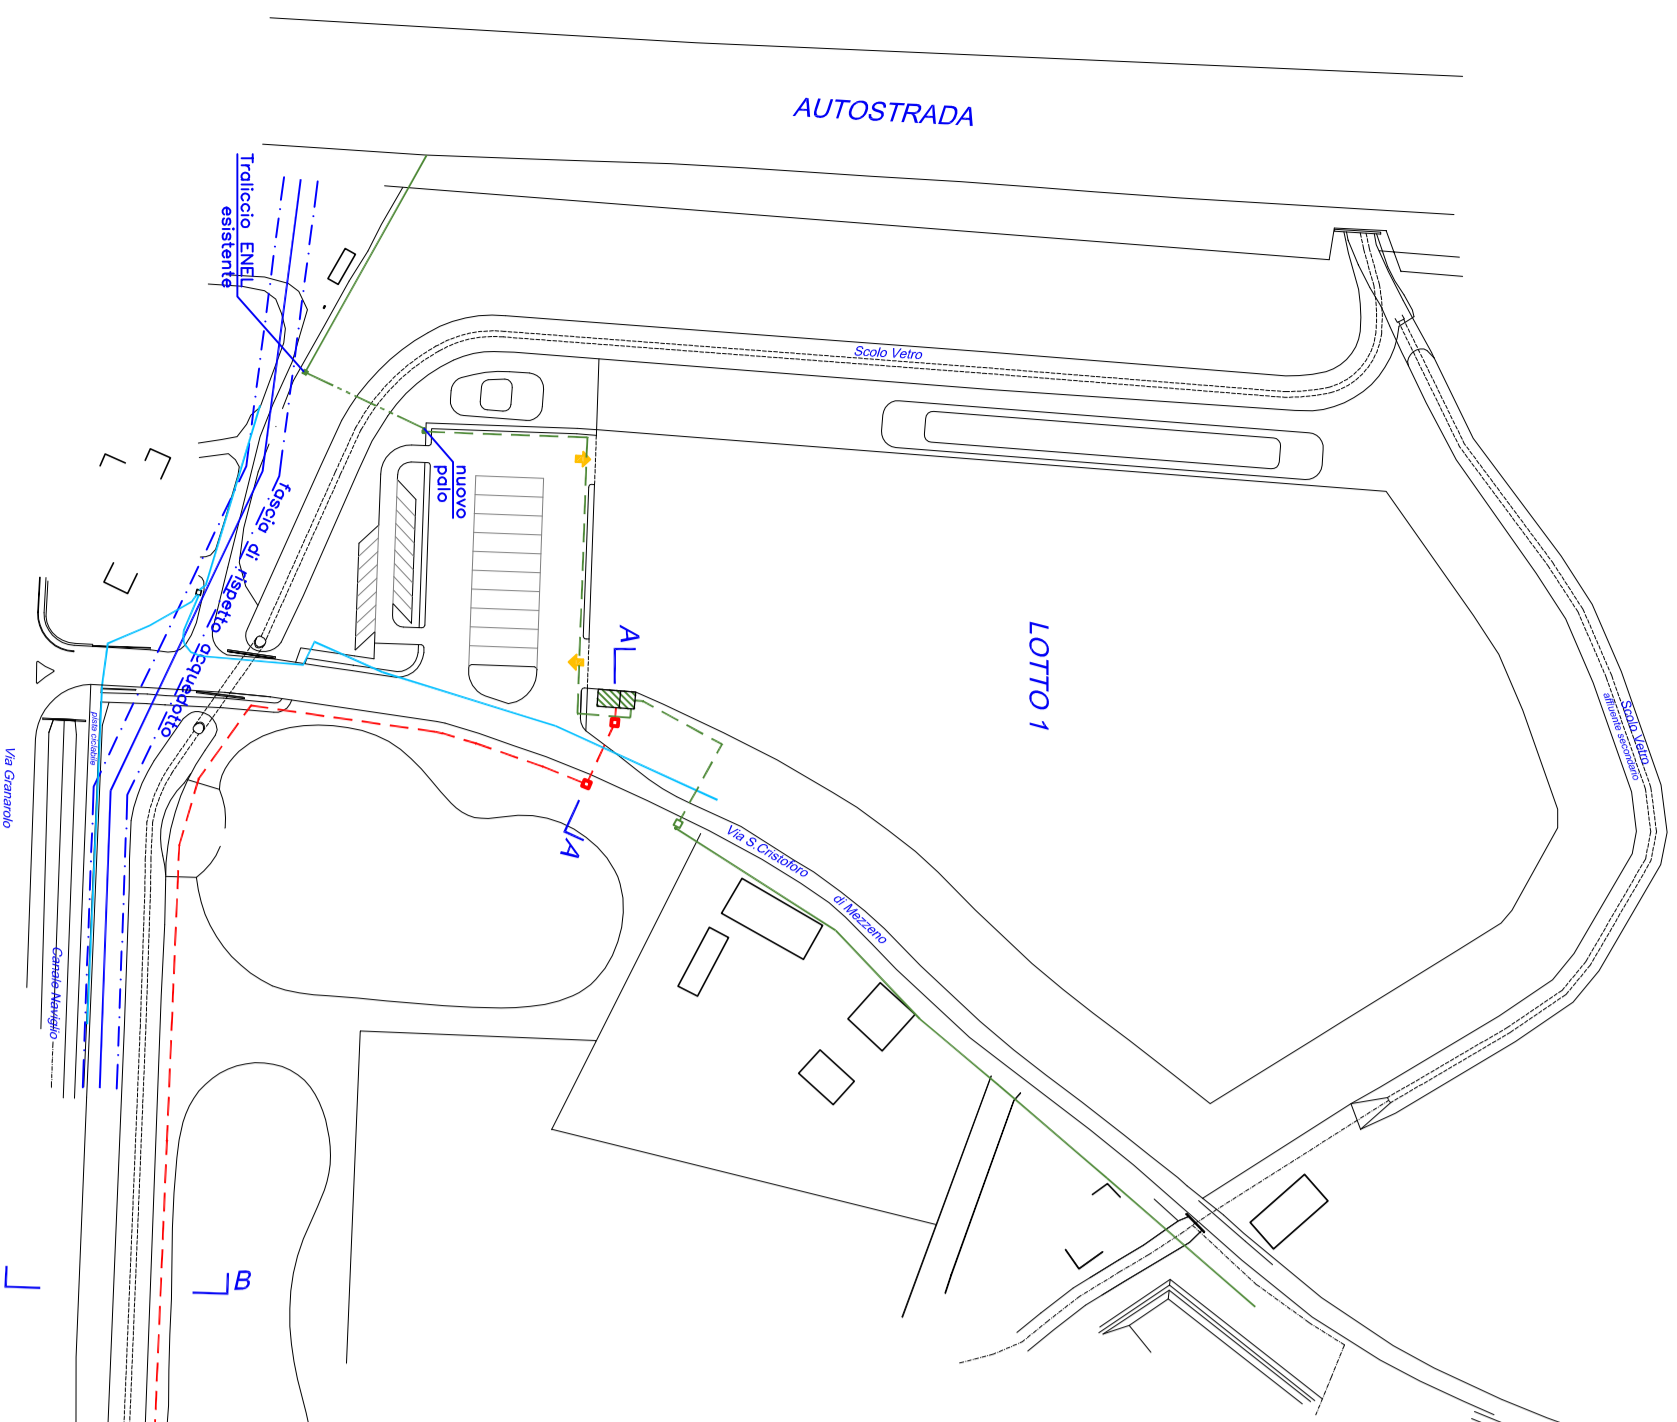 AUTOSTRADA
Traliccio ENEL
esistente
Scolo Vetro
nuovo
palo
fascia di rispetto acquedotto
A
LOTTO 1
Scolo Vetro
affluente secondario
pista ciclabile
Via Granarolo
A
Via S.Cristoforo
di Mezzeno
Canale Naviglio
B